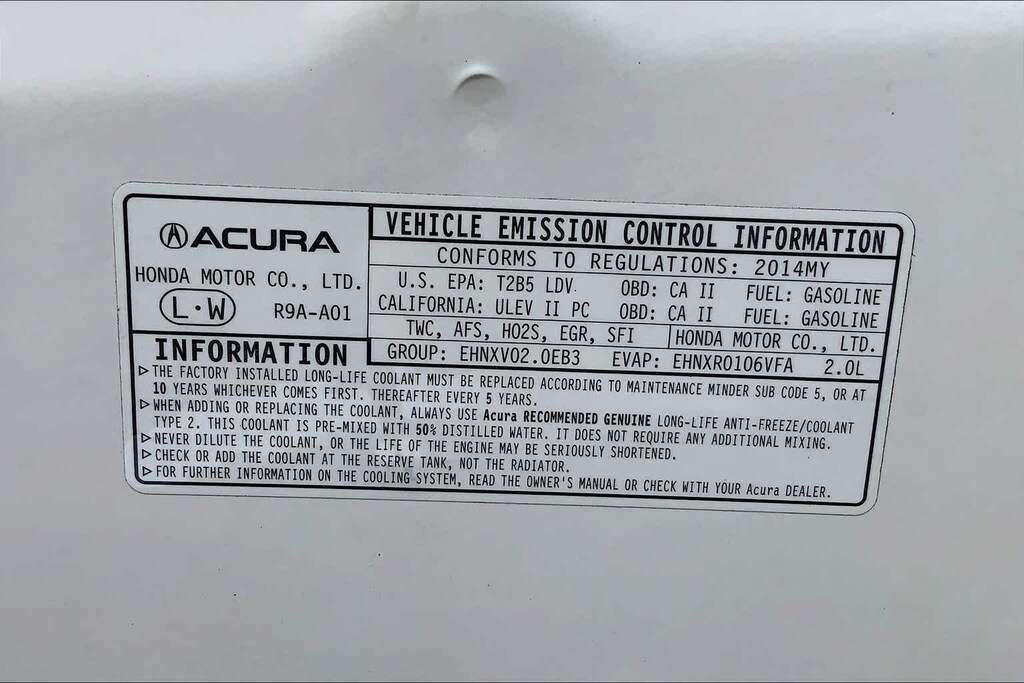 ACURA
HONDA MOTOR CO., LTD.
L·W R9A-A01
VEHICLE EMISSION CONTROL INFORMATION
CONFORMS TO REGULATIONS: 2014MY
U.S. EPA: T2B5 LDV OBD: CA II FUEL: GASOLINE
CALIFORNIA: ULEV II PC OBD: CA II FUEL: GASOLINE
TWC, AFS, HO2S, EGR, SFI HONDA MOTOR CO., LTD.
GROUP: EHNXV02.0EB3 EVAP: EHNXR0106VFA 2.0L
INFORMATION
▷THE FACTORY INSTALLED LONG-LIFE COOLANT MUST BE REPLACED ACCORDING TO MAINTENANCE MINDER SUB CODE 5, OR AT
10 YEARS WHICHEVER COMES FIRST. THEREAFTER EVERY 5 YEARS.
▷WHEN ADDING OR REPLACING THE COOLANT, ALWAYS USE Acura RECOMMENDED GENUINE LONG-LIFE ANTI-FREEZE/COOLANT
TYPE 2. THIS COOLANT IS PRE-MIXED WITH 50% DISTILLED WATER. IT DOES NOT REQUIRE ANY ADDITIONAL MIXING.
▷NEVER DILUTE THE COOLANT, OR THE LIFE OF THE ENGINE MAY BE SERIOUSLY SHORTENED.
▷CHECK OR ADD THE COOLANT AT THE RESERVE TANK, NOT THE RADIATOR.
▷FOR FURTHER INFORMATION ON THE COOLING SYSTEM, READ THE OWNER'S MANUAL OR CHECK WITH YOUR Acura DEALER.